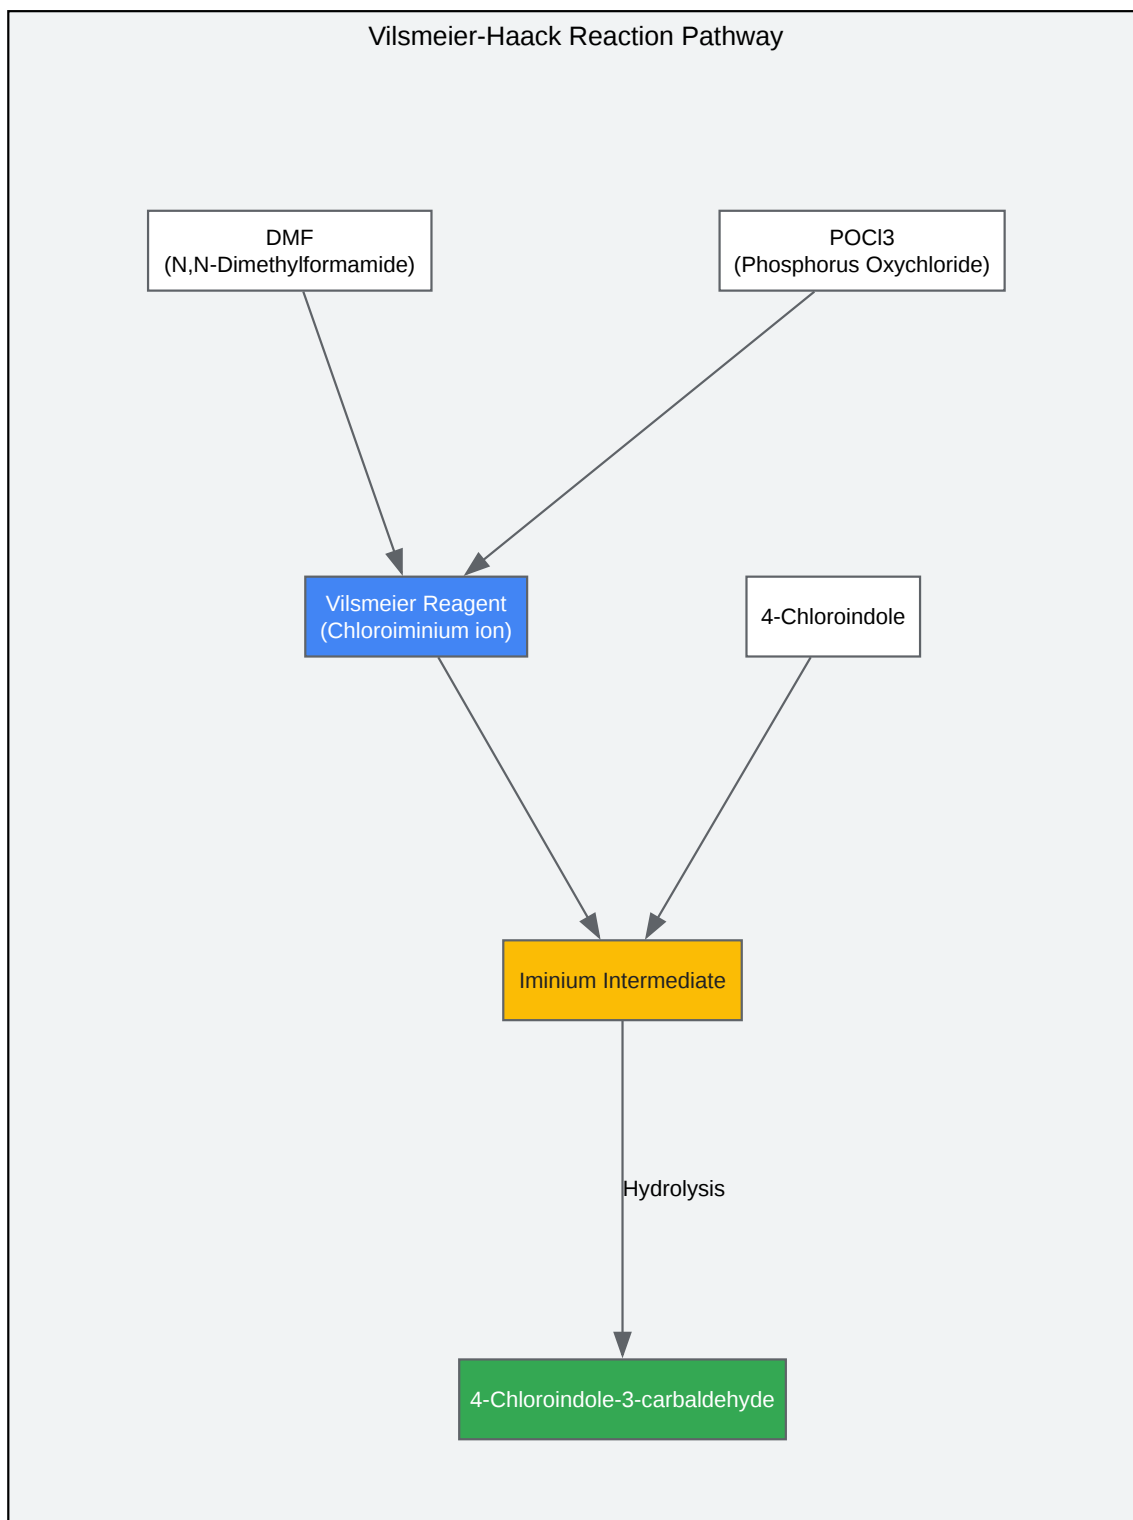 Vilsmeier-Haack Reaction Pathway
DMF
(N,N-Dimethylformamide)
POCl3
(Phosphorus Oxychloride)
Vilsmeier Reagent
(Chloroiminium ion)
4-Chloroindole
Iminium Intermediate
Hydrolysis
4-Chloroindole-3-carbaldehyde